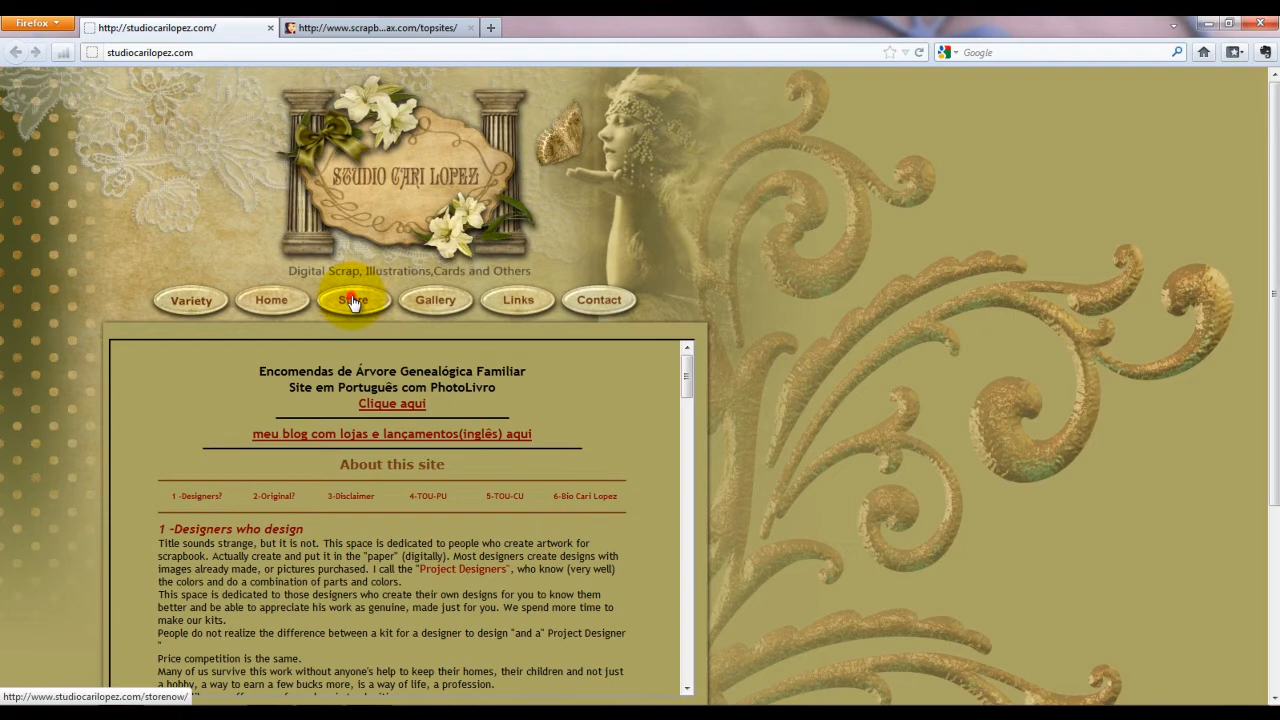 Firefox
http://studiocarilopez.com/
http://www.scrapb...ax.com/topsites/
studiocarilopez.com
Google
STUDIO CARI LOPEZ
Digital Scrap, Illustrations,Cards and Others
Variety
Home
Store
Gallery
Links
Contact
Encomendas de Árvore Genealógica Familiar
Site em Português com PhotoLivro
Clique aqui
meu blog com lojas e lançamentos(inglês) aqui
About this site
1 -Designers?
2-Original?
3-Disclaimer
4-TOU-PU
5-TOU-CU
6-Bio Cari Lopez
1 -Designers who design
Title sounds strange, but it is not. This space is dedicated to people who create artwork for
scrapbook. Actually create and put it in the "paper" (digitally). Most designers create designs with
images already made, or pictures purchased. I call the "Project Designers", who know (very well)
the colors and do a combination of parts and colors.
This space is dedicated to those designers who create their own designs for you to know them
better and be able to appreciate his work as genuine, made just for you. We spend more time to
make our kits.
People do not realize the difference between a kit for a designer to design "and a" Project Designer
"
Price competition is the same.
Many of us survive this work without anyone's help to keep their homes, their children and not just
a hobby, a way to earn a few bucks more, is a way of life, a profession.
http://www.studiocarilopez.com/storenow/